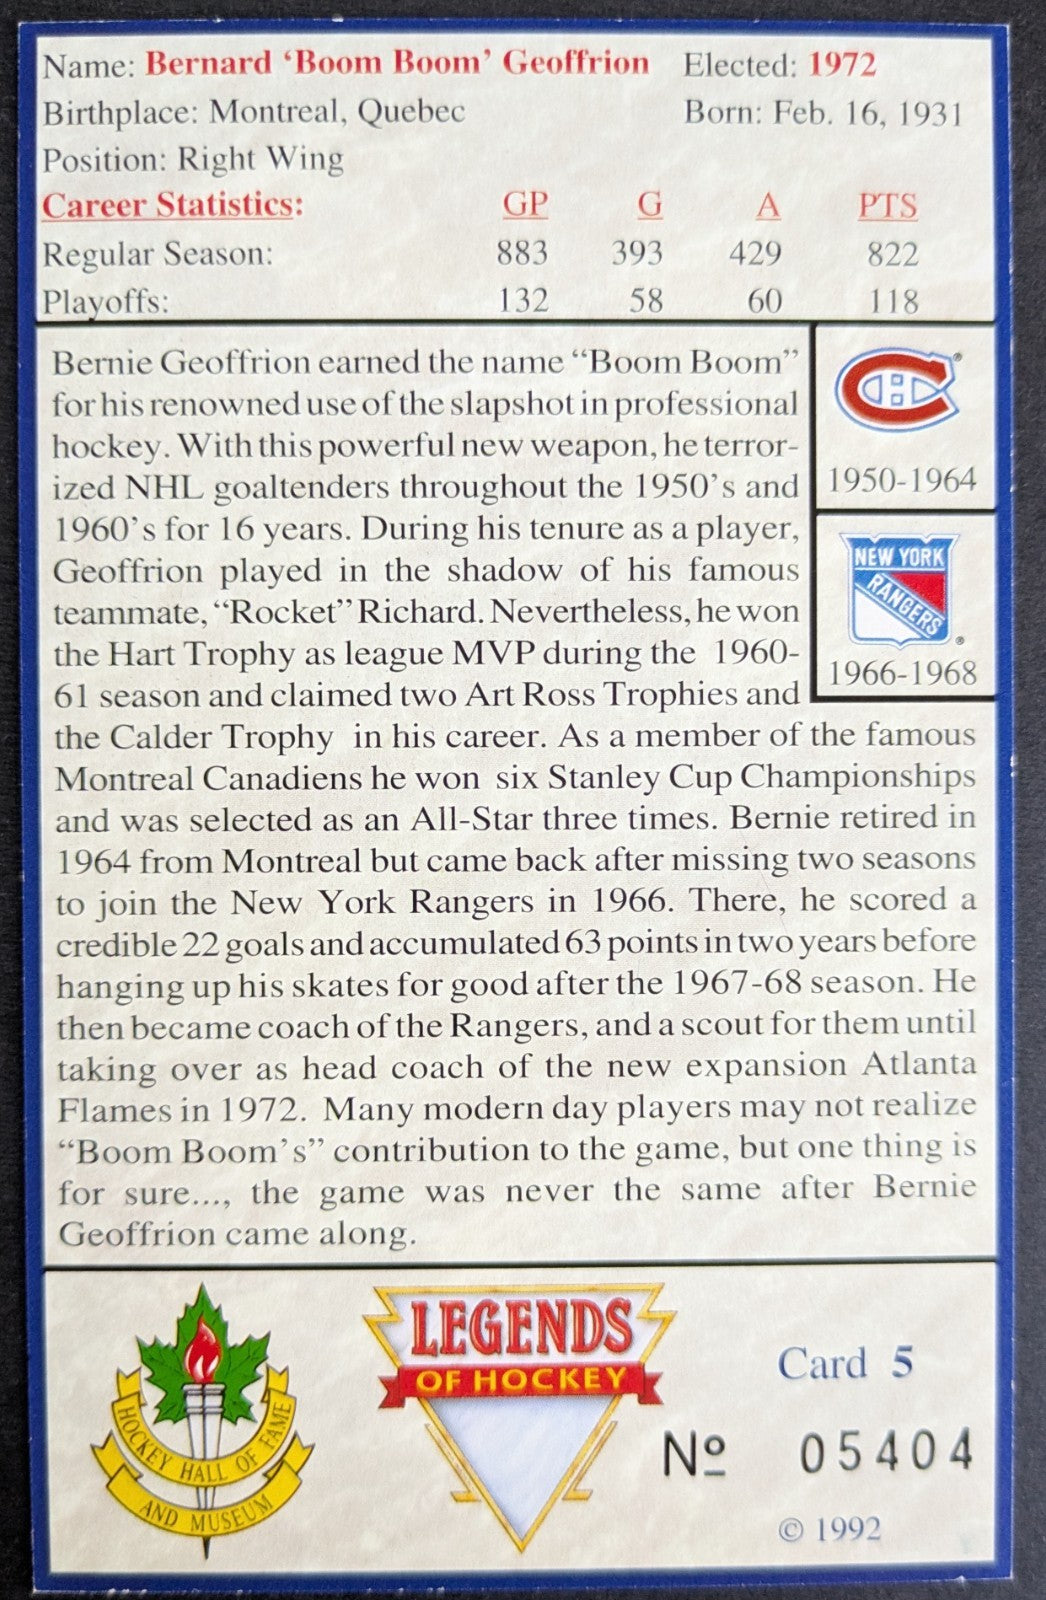 Name: Bernard ‘Boom Boom’ Geoffrion Elected: 1972
Birthplace: Montreal, Quebec Born: Feb. 16, 1931
Position: Right Wing
Career Statistics: GP G A PTS
Regular Season: 883 393 429 822
Playoffs: 132 58 60 118
Bernie Geoffrion earned the name “Boom Boom”
for his renowned use of the slapshot in professional
hockey. With this powerful new weapon, he terror-
ized NHL goaltenders throughout the 1950’s and
1960’s for 16 years. During his tenure as a player,
Geoffrion played in the shadow of his famous
teammate, “Rocket” Richard. Nevertheless, he won
the Hart Trophy as league MVP during the 1960-
61 season and claimed two Art Ross Trophies and
the Calder Trophy in his career. As a member of the famous
Montreal Canadiens he won six Stanley Cup Championships
and was selected as an All-Star three times. Bernie retired in
1964 from Montreal but came back after missing two seasons
to join the New York Rangers in 1966. There, he scored a
credible 22 goals and accumulated 63 points in two years before
hanging up his skates for good after the 1967-68 season. He
then became coach of the Rangers, and a scout for them until
taking over as head coach of the new expansion Atlanta
Flames in 1972. Many modern day players may not realize
“Boom Boom’s” contribution to the game, but one thing is
for sure..., the game was never the same after Bernie
Geoffrion came along.
CH ®
1950-1964
NEW YORK
RANGERS ®
1966-1968
HOCKEY HALL OF FAME
AND MUSEUM
LEGENDS
OF HOCKEY
Card 5
Nº 05404
© 1992